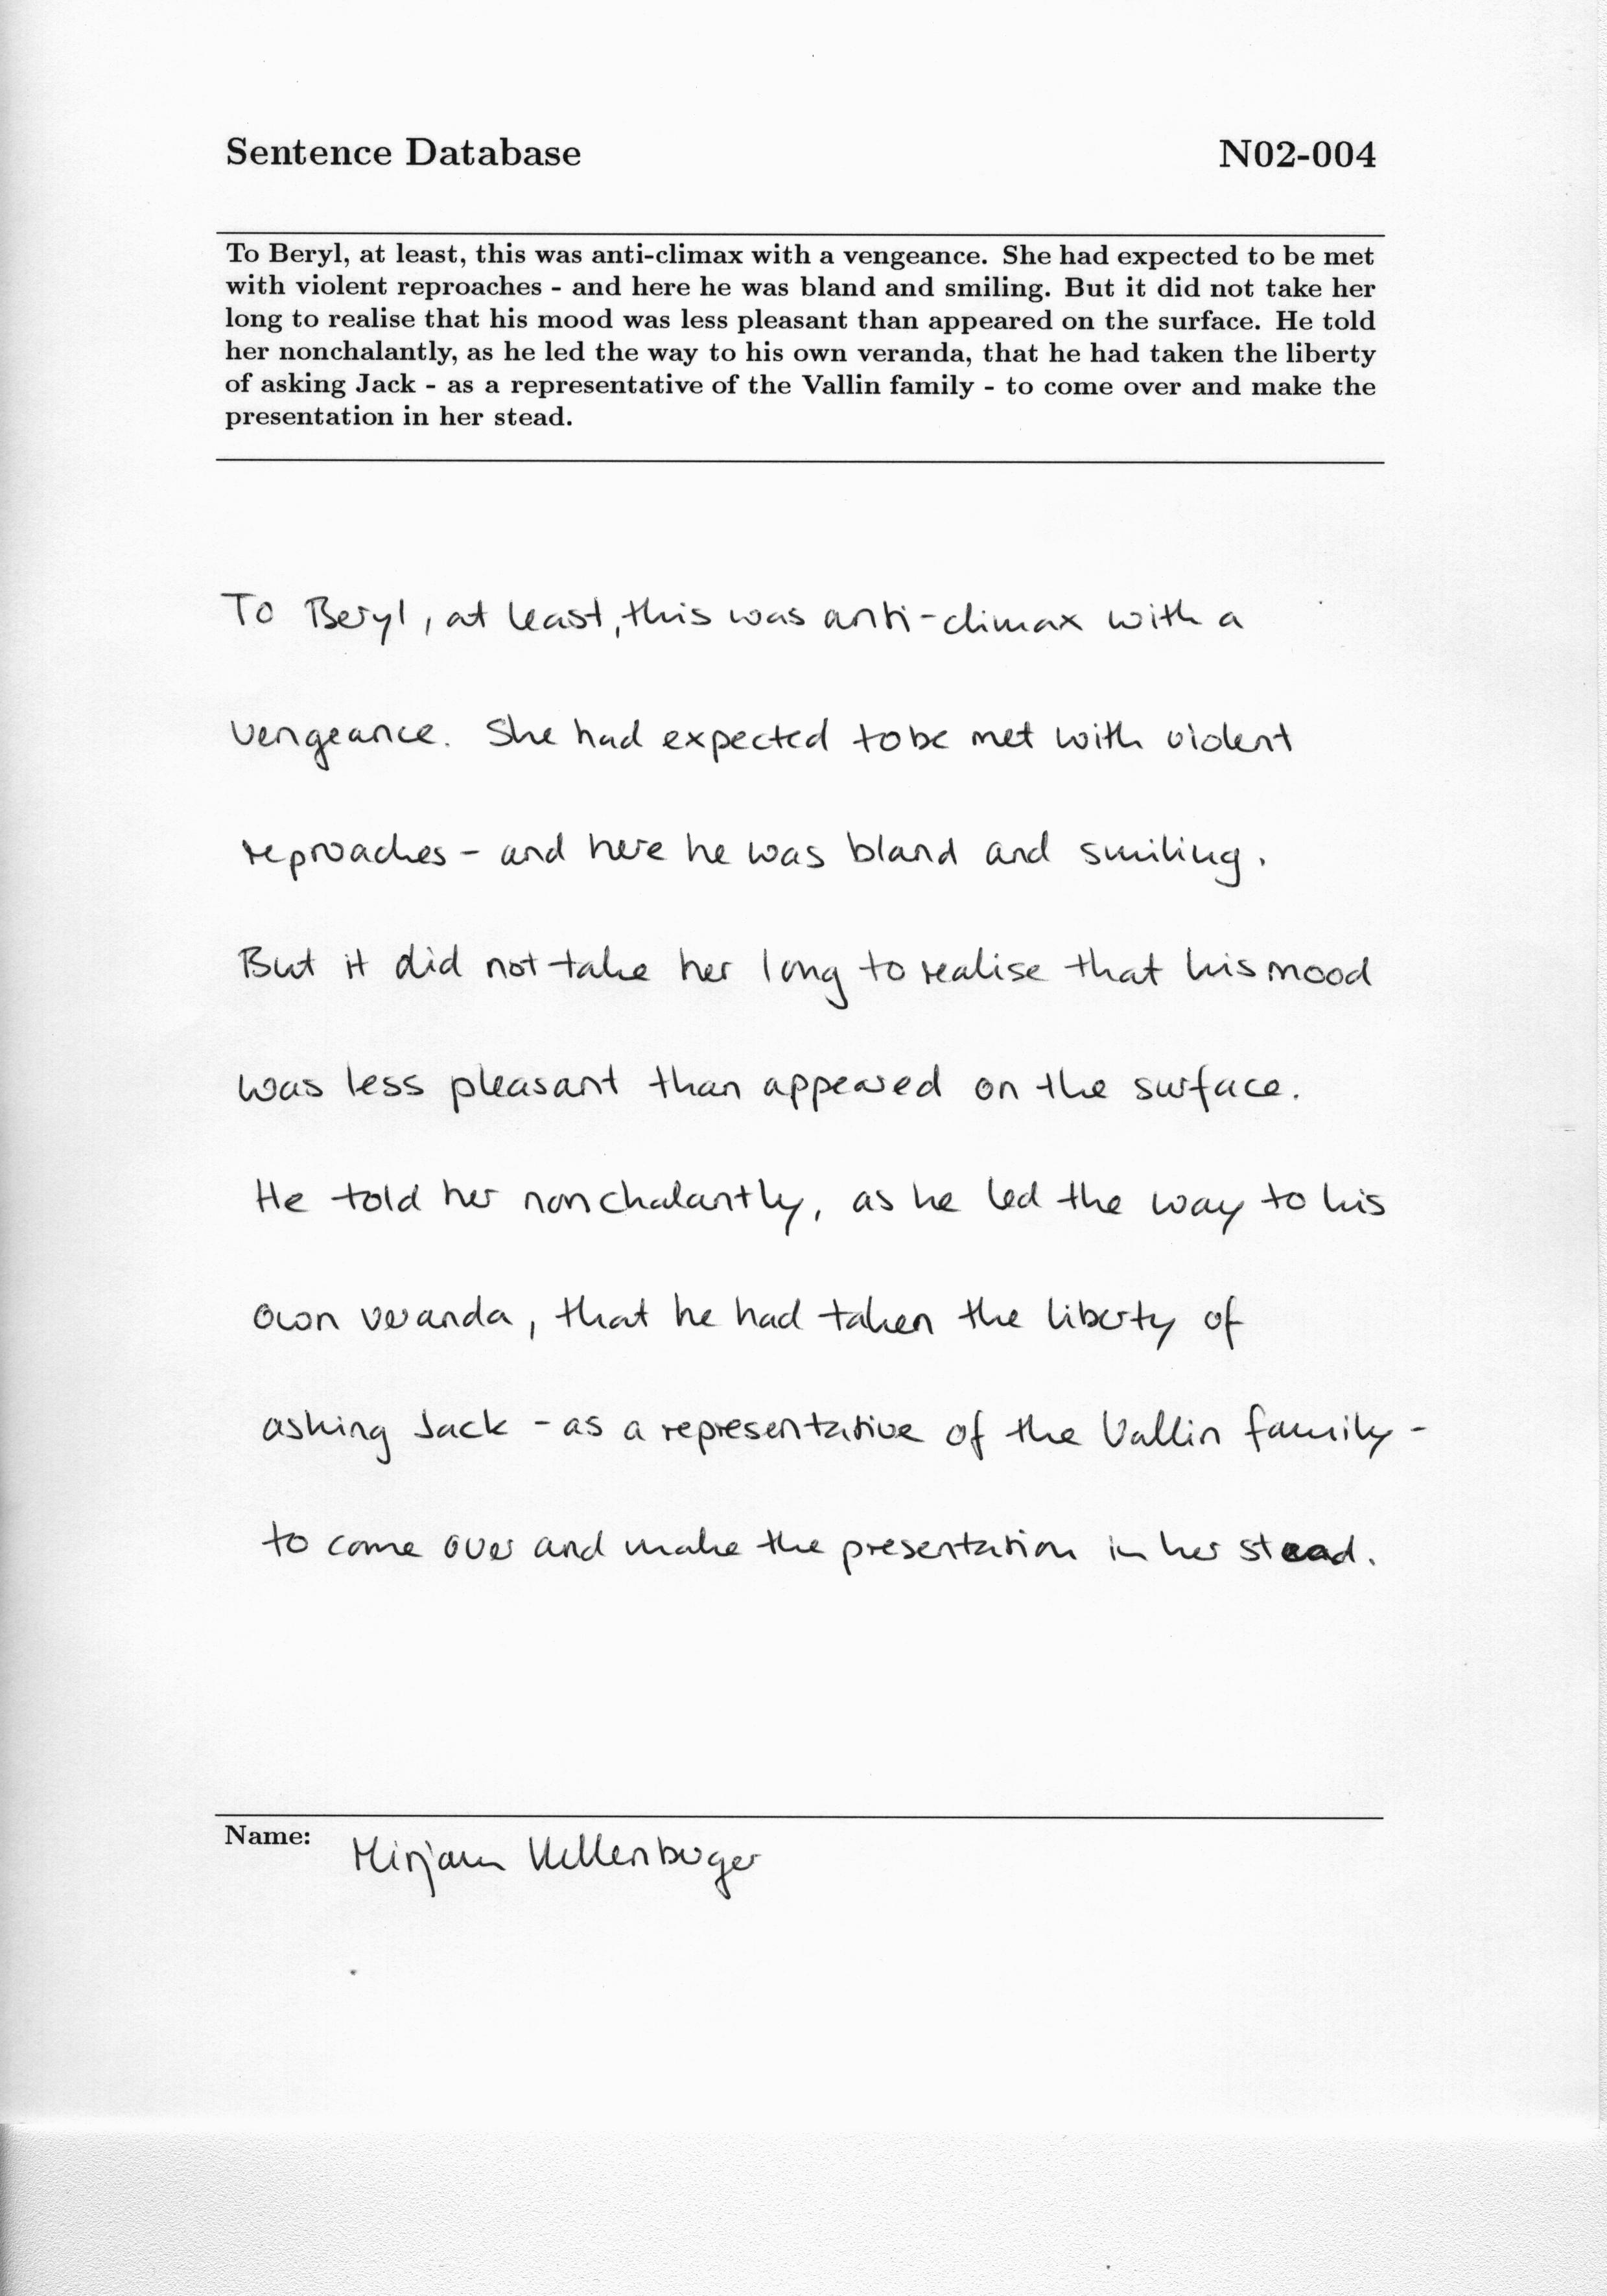 Sentence Database N02-004
To Beryl, at least, this was anti-climax with a vengeance. She had expected to be met
with violent reproaches - and here he was bland and smiling. But it did not take her
long to realise that his mood was less pleasant than appeared on the surface. He told
her nonchalantly, as he led the way to his own veranda, that he had taken the liberty
of asking Jack - as a representative of the Vallin family - to come over and make the
presentation in her stead.
To Beryl, at least, this was anti-climax with a
vengeance. She had expected to be met with violent
reproaches - and here he was bland and smiling.
But it did not take her long to realise that his mood
was less pleasant than appeared on the surface.
He told her nonchalantly, as he led the way to his
own veranda, that he had taken the liberty of
asking Jack - as a representative of the Vallin family -
to come over and make the presentation in her stead.
Name: Mirjam Kellenberger